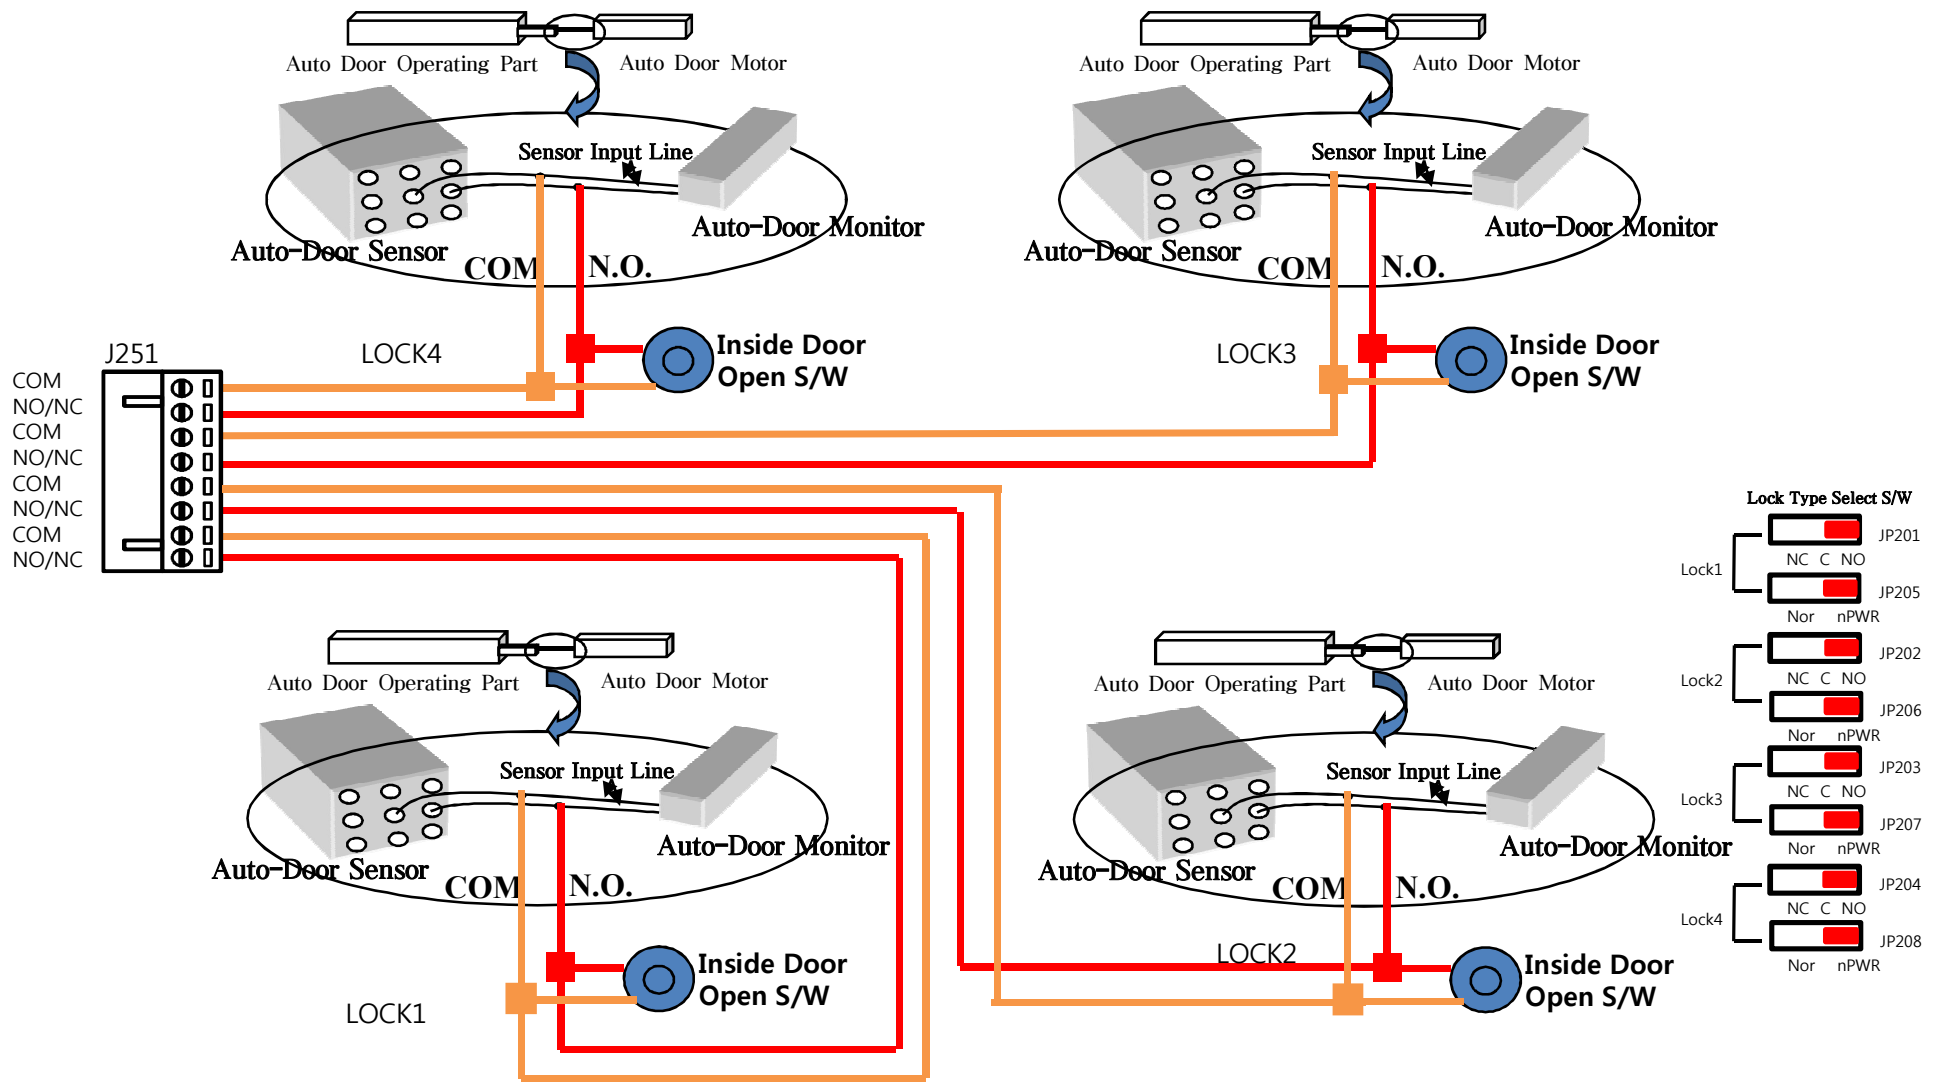 Auto Door Operating Part
Auto Door Motor
Sensor Input Line
Auto-Door Monitor
Auto-Door Sensor
COM
N.O.
LOCK4
Inside Door
Open S/W
Auto Door Operating Part
Auto Door Motor
Sensor Input Line
Auto-Door Monitor
Auto-Door Sensor
COM
N.O.
LOCK3
Inside Door
Open S/W
J251
COM
NO/NC
COM
NO/NC
COM
NO/NC
COM
NO/NC
Auto Door Operating Part
Auto Door Motor
Sensor Input Line
Auto-Door Monitor
Auto-Door Sensor
COM
N.O.
Inside Door
Open S/W
LOCK1
Auto Door Operating Part
Auto Door Motor
Sensor Input Line
Auto-Door Monitor
Auto-Door Sensor
COM
N.O.
LOCK2
Inside Door
Open S/W
Lock Type Select S/W
JP201
NC C NO
Lock1
JP205
Nor nPWR
JP202
NC C NO
Lock2
JP206
Nor nPWR
JP203
NC C NO
Lock3
JP207
Nor nPWR
JP204
NC C NO
Lock4
JP208
Nor nPWR